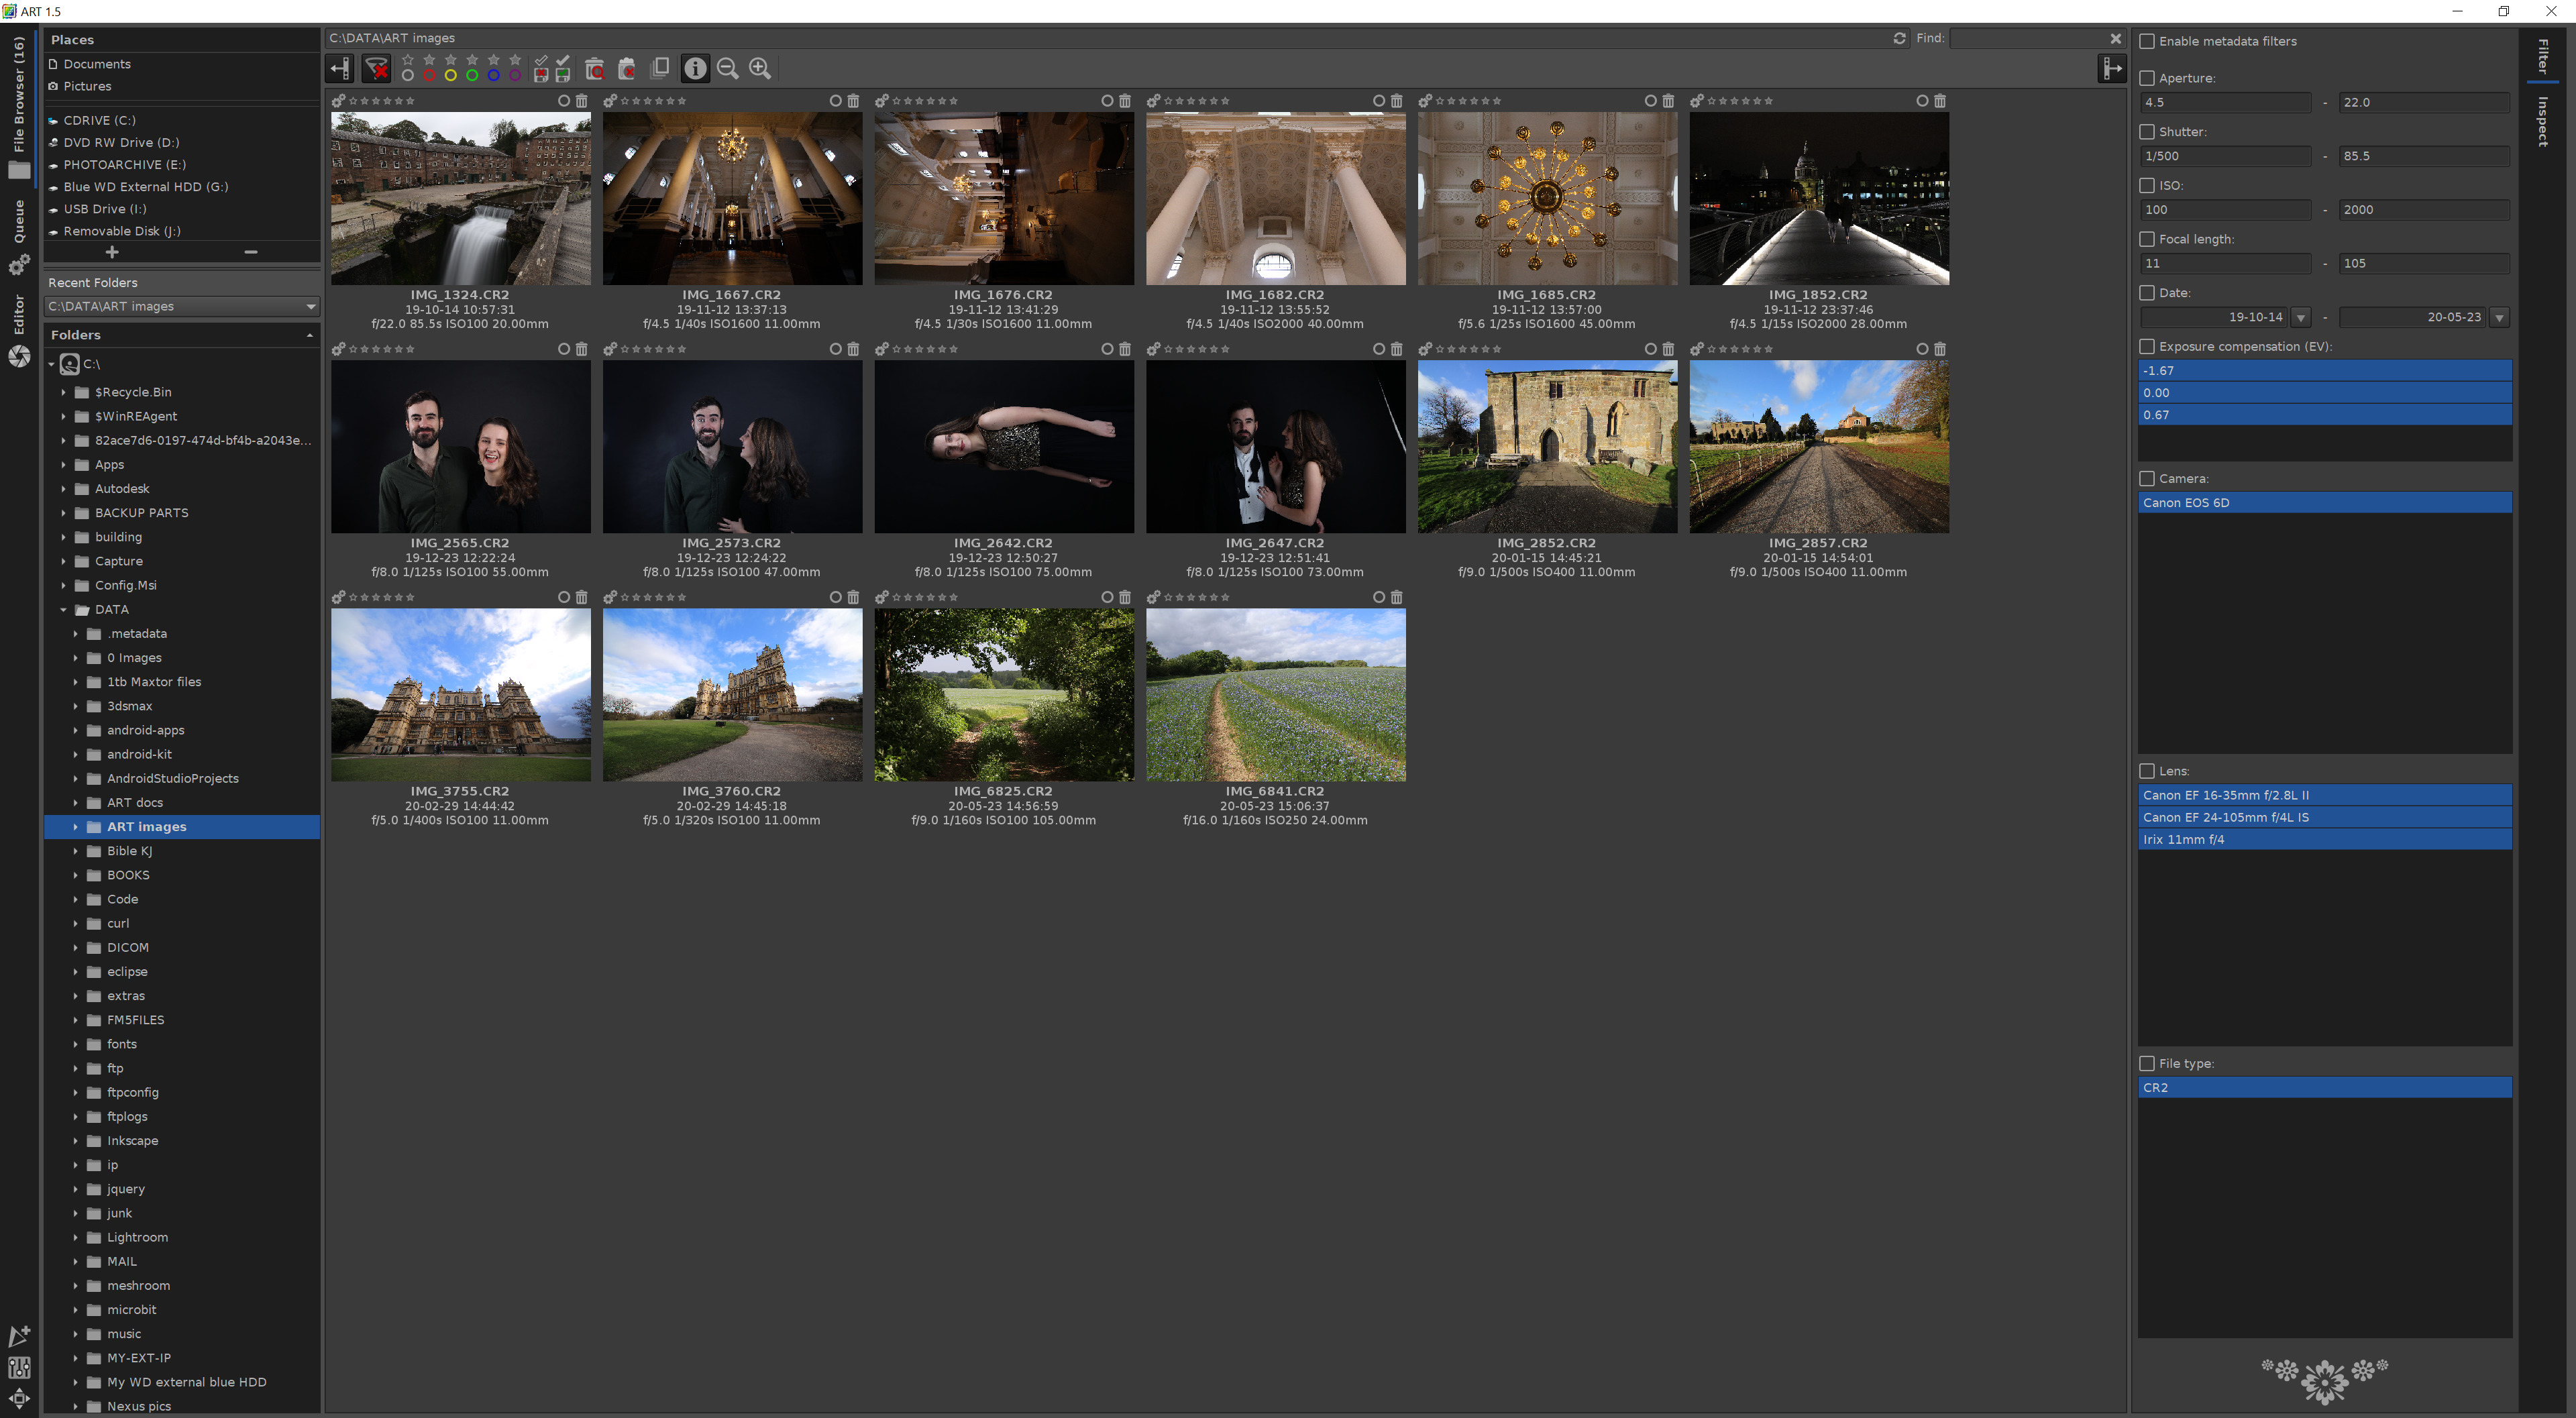 ART 1.5
File Browser (16)
Queue
Editor
Places
Documents
Pictures
CDRIVE (C:)
DVD RW Drive (D:)
PHOTOARCHIVE (E:)
Blue WD External HDD (G:)
USB Drive (I:)
Removable Disk (J:)
Recent Folders
C:\DATA\ART images
Folders
C:\
$Recycle.Bin
$WinREAgent
82ace7d6-0197-474d-bf4b-a2043e...
Apps
Autodesk
BACKUP PARTS
building
Capture
Config.Msi
DATA
.metadata
0 Images
1tb Maxtor files
3dsmax
android-apps
android-kit
AndroidStudioProjects
ART docs
ART images
Bible KJ
BOOKS
Code
curl
DICOM
eclipse
extras
FM5FILES
fonts
ftp
ftpconfig
ftplogs
Inkscape
ip
jquery
junk
Lightroom
MAIL
meshroom
microbit
music
MY-EXT-IP
My WD external blue HDD
Nexus pics
C:\DATA\ART images
Find:
IMG_1324.CR2
19-10-14 10:57:31
f/22.0 85.5s ISO100 20.00mm
IMG_1667.CR2
19-11-12 13:37:13
f/4.5 1/40s ISO1600 11.00mm
IMG_1676.CR2
19-11-12 13:41:29
f/4.5 1/30s ISO1600 11.00mm
IMG_1682.CR2
19-11-12 13:55:52
f/4.5 1/40s ISO2000 40.00mm
IMG_1685.CR2
19-11-12 13:57:00
f/5.6 1/25s ISO1600 45.00mm
IMG_1852.CR2
19-11-12 23:37:46
f/4.5 1/15s ISO2000 28.00mm
IMG_2565.CR2
19-12-23 12:22:24
f/8.0 1/125s ISO100 55.00mm
IMG_2573.CR2
19-12-23 12:24:22
f/8.0 1/125s ISO100 47.00mm
IMG_2642.CR2
19-12-23 12:50:27
f/8.0 1/125s ISO100 75.00mm
IMG_2647.CR2
19-12-23 12:51:41
f/8.0 1/125s ISO100 73.00mm
IMG_2852.CR2
20-01-15 14:45:21
f/9.0 1/500s ISO400 11.00mm
IMG_2857.CR2
20-01-15 14:54:01
f/9.0 1/500s ISO400 11.00mm
IMG_3755.CR2
20-02-29 14:44:42
f/5.0 1/400s ISO100 11.00mm
IMG_3760.CR2
20-02-29 14:45:18
f/5.0 1/320s ISO100 11.00mm
IMG_6825.CR2
20-05-23 14:56:59
f/9.0 1/160s ISO100 105.00mm
IMG_6841.CR2
20-05-23 15:06:37
f/16.0 1/160s ISO250 24.00mm
Enable metadata filters
Aperture:
4.5 - 22.0
Shutter:
1/500 - 85.5
ISO:
100 - 2000
Focal length:
11 - 105
Date:
19-10-14 - 20-05-23
Exposure compensation (EV):
-1.67
0.00
0.67
Camera:
Canon EOS 6D
Lens:
Canon EF 16-35mm f/2.8L II
Canon EF 24-105mm f/4L IS
Irix 11mm f/4
File type:
CR2
Filter
Inspect